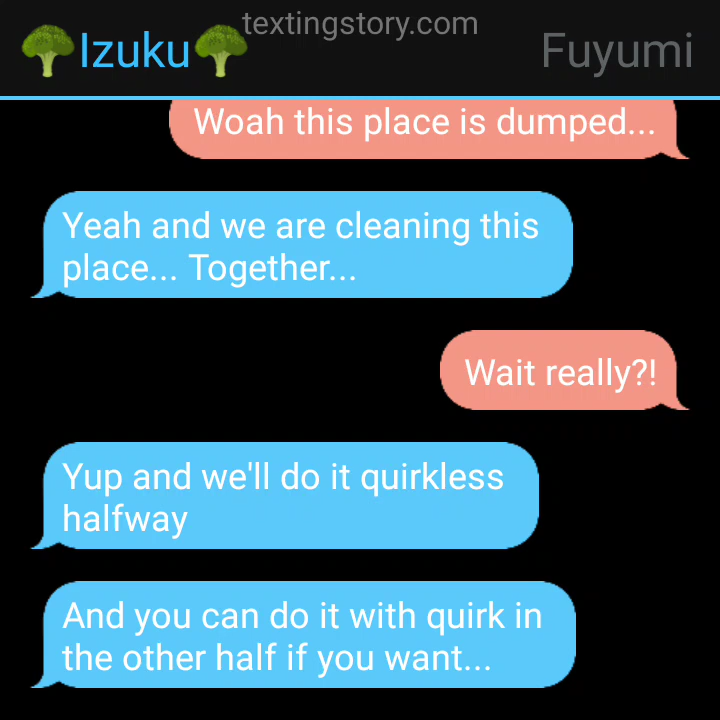 textingstory.com
🥦Izuku🥦
Fuyumi
Woah this place is dumped...
Yeah and we are cleaning this
place... Together...
Wait really?!
Yup and we'll do it quirkless
halfway
And you can do it with quirk in
the other half if you want...